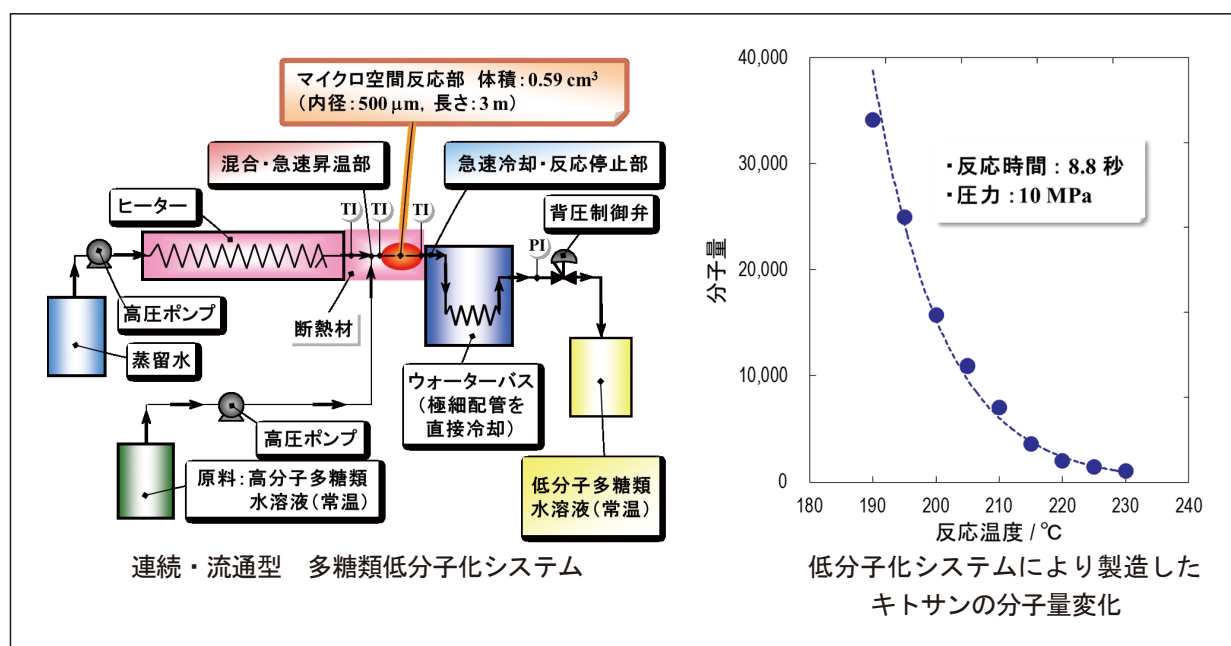 マイクロ空間反応部 体積：0.59 cm³
（内径：500 μm, 長さ：3 m）
混合・急速昇温部
急速冷却・反応停止部
ヒーター
TI
TI
TI
背圧制御弁
PI
高圧ポンプ
断熱材
蒸留水
ウォーターバス
（極細配管を
直接冷却）
高圧ポンプ
原料：高分子多糖類
水溶液（常温）
低分子多糖類
水溶液（常温）
連続・流通型 多糖類低分子化システム
40,000
30,000
20,000
10,000
0
分子量
・反応時間：8.8 秒
・圧力：10 MPa
180
190
200
210
220
230
240
反応温度 / °C
低分子化システムにより製造した
キトサンの分子量変化